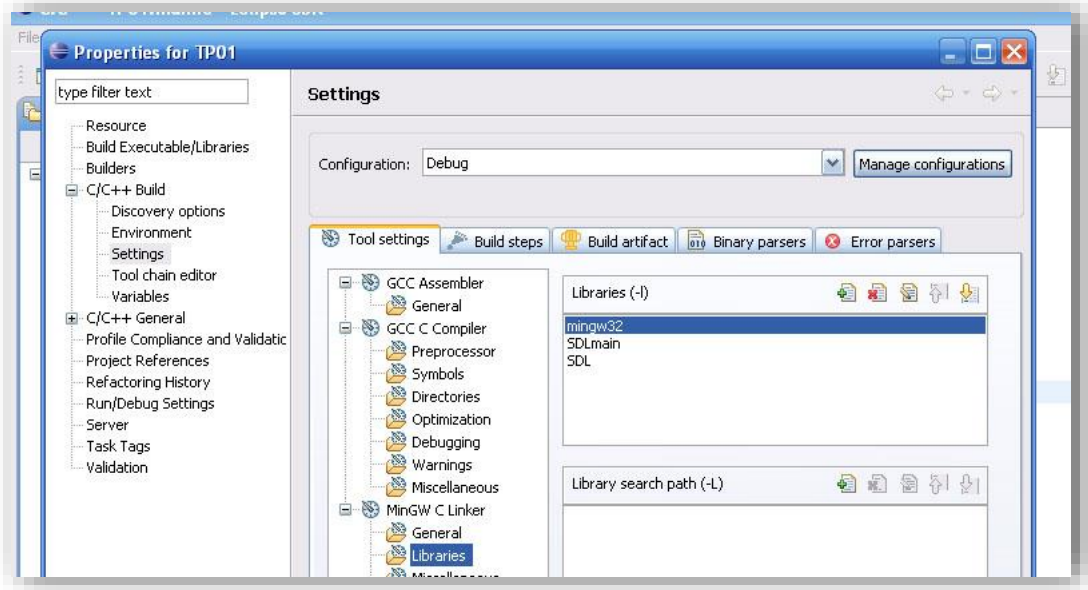 File
Properties for TP01
type filter text
Resource
Build Executable/Libraries
Builders
C/C++ Build
Discovery options
Environment
Settings
Tool chain editor
Variables
C/C++ General
Profile Compliance and Validatic
Project References
Refactoring History
Run/Debug Settings
Server
Task Tags
Validation
Settings
Configuration: Debug Manage configurations
Tool settings Build steps Build artifact Binary parsers Error parsers
GCC Assembler
General
GCC C Compiler
Preprocessor
Symbols
Directories
Optimization
Debugging
Warnings
Miscellaneous
MinGW C Linker
General
Libraries
Libraries (-l)
mingw32
SDLmain
SDL
Library search path (-L)